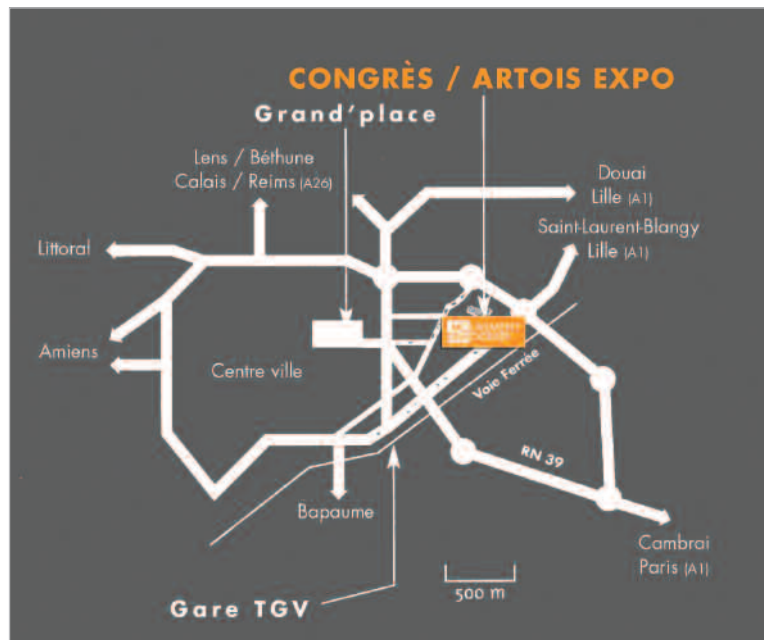 CONGRÈS / ARTOIS EXPO
Grand'place
Lens / Béthune
Calais / Reims (A26)
Douai
Lille (A1)
Saint-Laurent-Blangy
Lille (A1)
Littoral
Amiens
Centre ville
Voie Ferrée
RN 39
Bapaume
Cambrai
Paris (A1)
500 m
Gare TGV